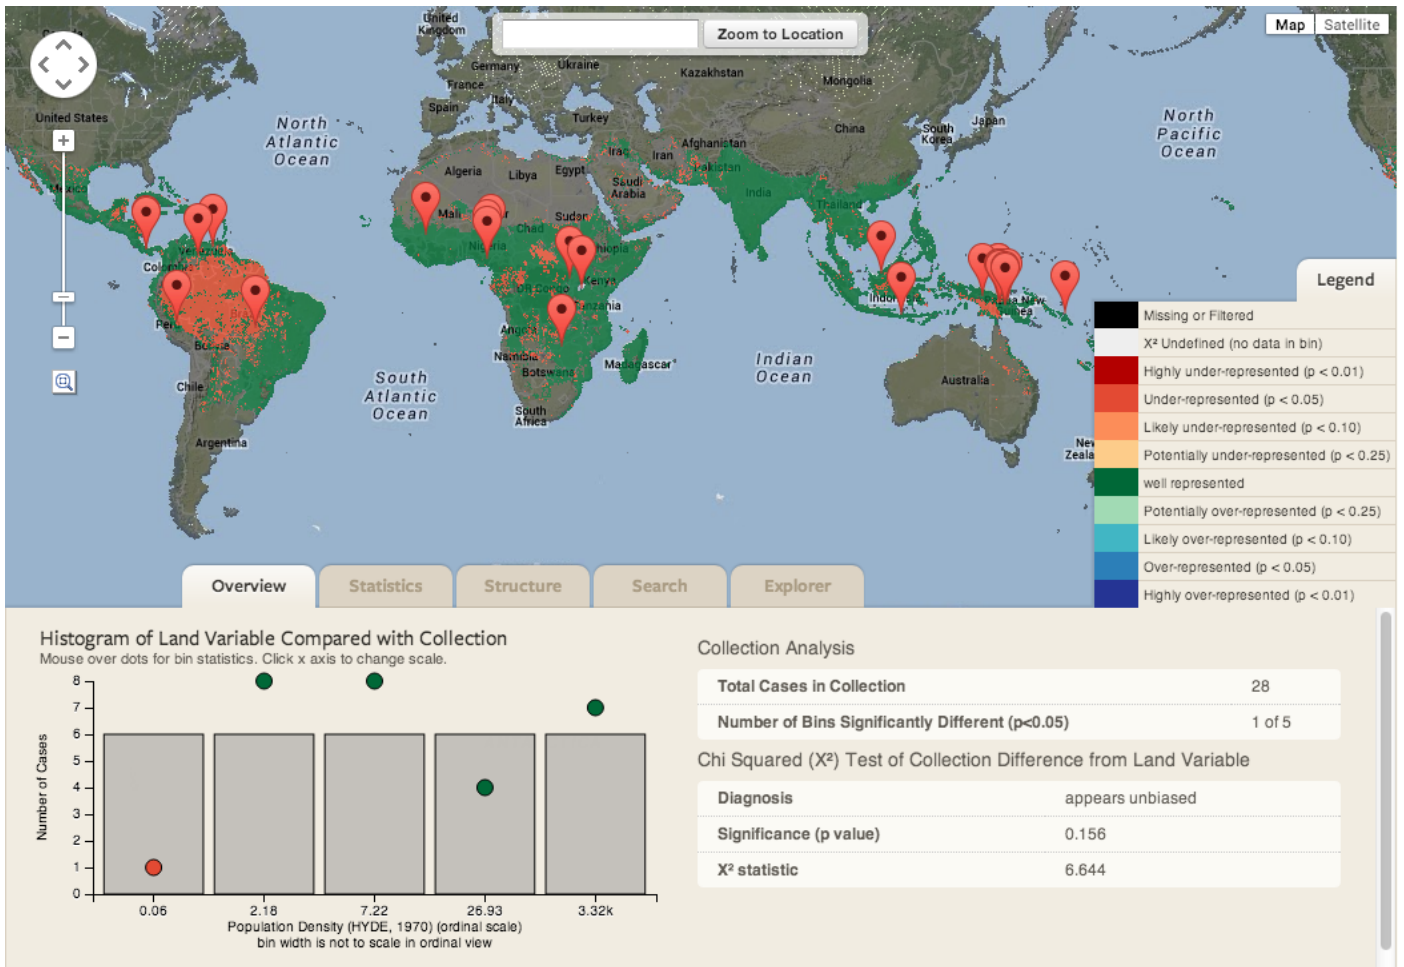 United
Kingdom
Zoom to Location
Map
Satellite
Germany
Ukraine
Kazakhstan
Mongolia
France
Italy
Spain
Turkey
United States
North
Atlantic
Ocean
China
South
Korea
Japan
North
Pacific
Ocean
Iraq
Iran
Afghanistan
Pakistan
Algeria
Libya
Egypt
Saudi
Arabia
India
Mexico
Mali
Sudan
Chad
Thailand
Nigeria
Venezuela
DR Congo
Kenya
Tanzania
Angola
Namibia
Botswana
Madagascar
South
Africa
Papua New
Guinea
Australia
Chile
Argentina
South
Atlantic
Ocean
Indian
Ocean
Legend
Missing or Filtered
X² Undefined (no data in bin)
Highly under-represented (p < 0.01)
Under-represented (p < 0.05)
Likely under-represented (p < 0.10)
Potentially under-represented (p < 0.25)
well represented
Potentially over-represented (p < 0.25)
Likely over-represented (p < 0.10)
Over-represented (p < 0.05)
Highly over-represented (p < 0.01)
Overview
Statistics
Structure
Search
Explorer
Histogram of Land Variable Compared with Collection
Mouse over dots for bin statistics. Click x axis to change scale.
8
7
6
5
4
3
2
1
0
Number of Cases
0.06 2.18 7.22 26.93 3.32k
Population Density (HYDE, 1970) (ordinal scale)
bin width is not to scale in ordinal view
Collection Analysis
Total Cases in Collection 28
Number of Bins Significantly Different (p<0.05) 1 of 5
Chi Squared (X²) Test of Collection Difference from Land Variable
Diagnosis appears unbiased
Significance (p value) 0.156
X² statistic 6.644